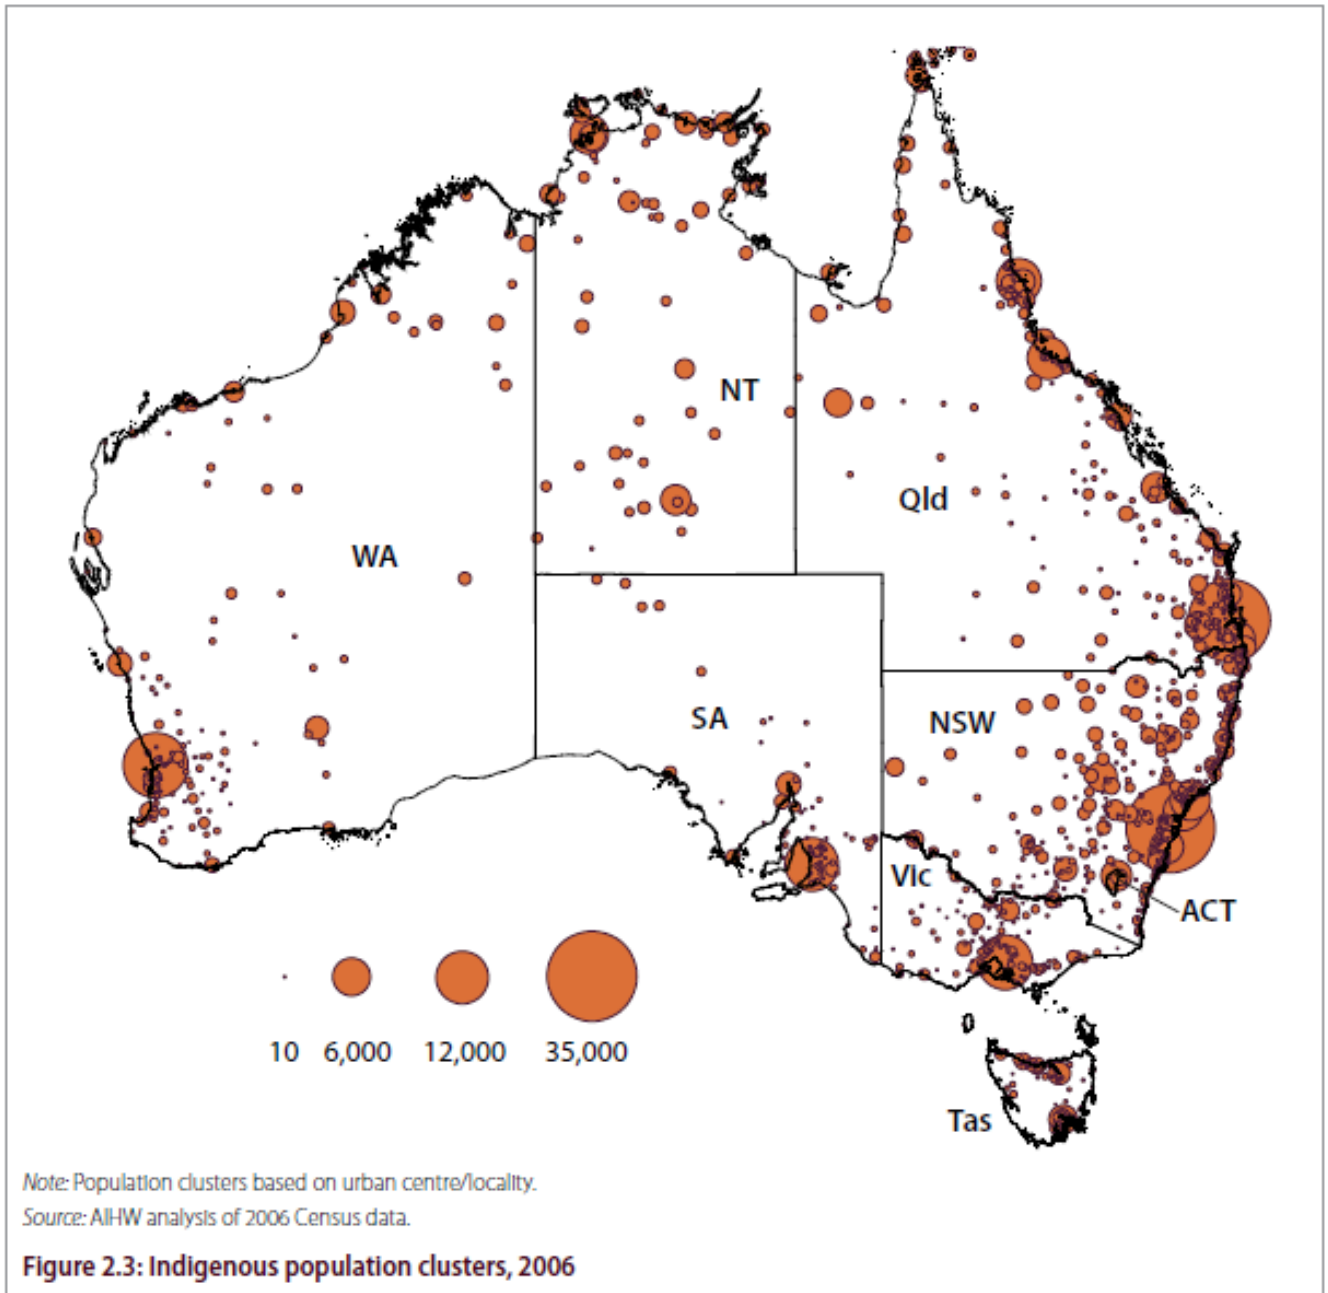 NT
Qld
WA
SA
NSW
Vic
ACT
10 6,000 12,000 35,000
Tas
Note: Population clusters based on urban centre/locality.
Source: AIHW analysis of 2006 Census data.
Figure 2.3: Indigenous population clusters, 2006